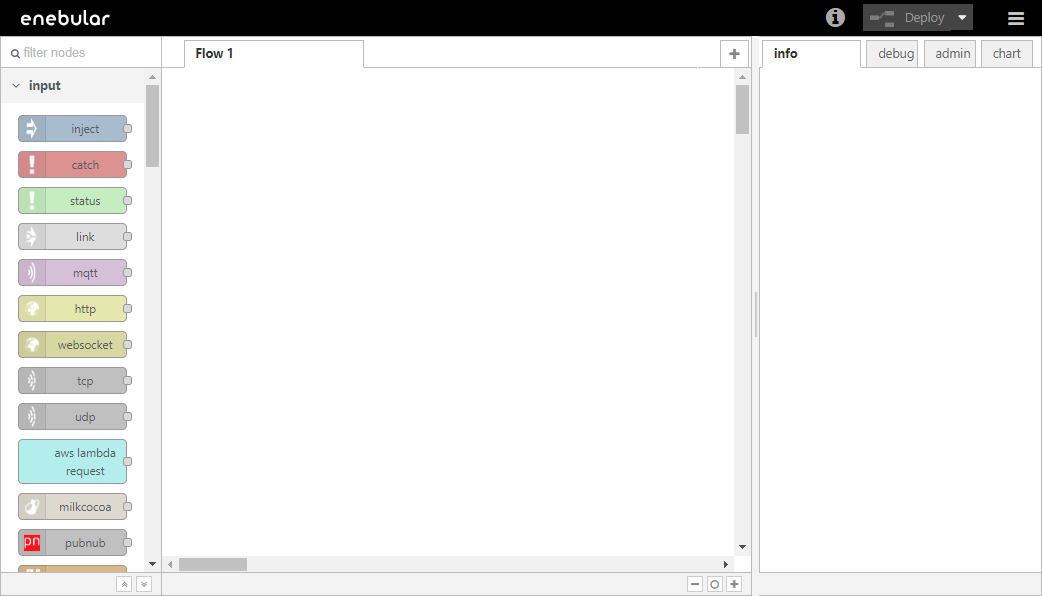 enebular
Deploy
filter nodes
Flow 1
info
debug
admin
chart
input
inject
catch
status
link
mqtt
http
websocket
tcp
udp
aws lambda
request
milkcocoa
pn
pubnub